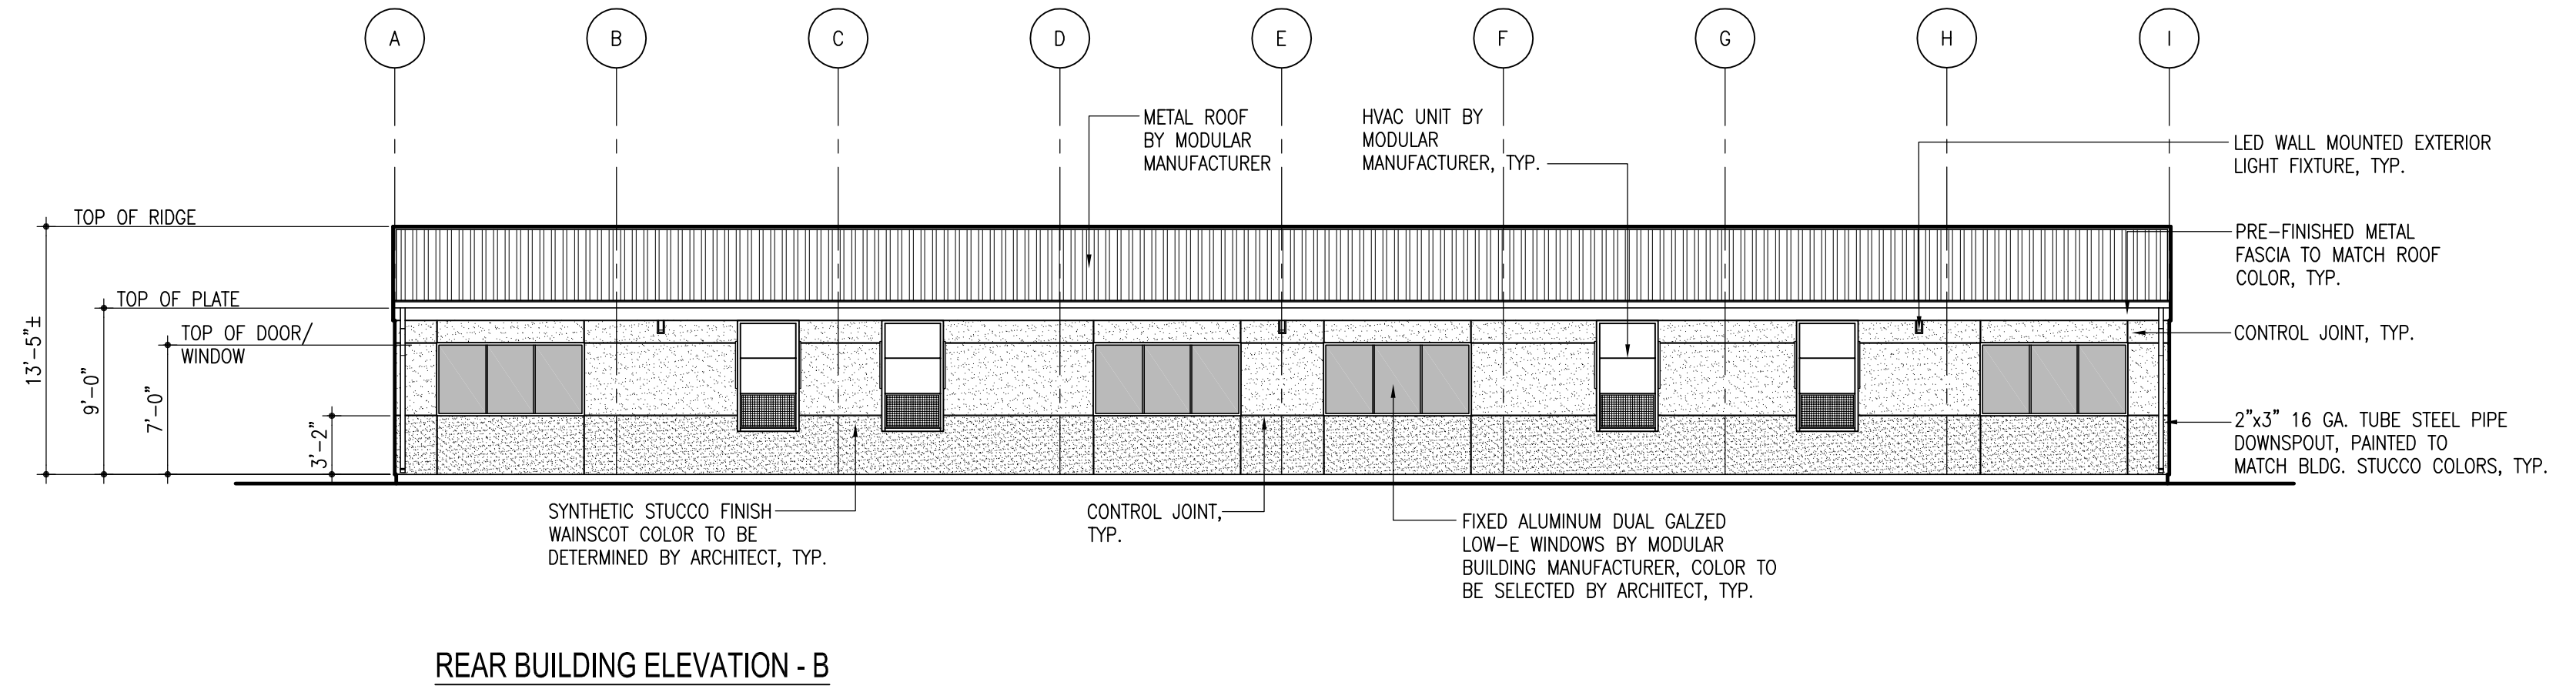 A B C D E F G H I
METAL ROOF
BY MODULAR
MANUFACTURER
HVAC UNIT BY
MODULAR
MANUFACTURER, TYP.
LED WALL MOUNTED EXTERIOR
LIGHT FIXTURE, TYP.
TOP OF RIDGE
PRE-FINISHED METAL
FASCIA TO MATCH ROOF
COLOR, TYP.
TOP OF PLATE
TOP OF DOOR/
WINDOW
CONTROL JOINT, TYP.
13'-5"±
9'-0"
7'-0"
3'-2"
2"x3" 16 GA. TUBE STEEL PIPE
DOWNSPOUT, PAINTED TO
MATCH BLDG. STUCCO COLORS, TYP.
SYNTHETIC STUCCO FINISH
WAINSCOT COLOR TO BE
DETERMINED BY ARCHITECT, TYP.
CONTROL JOINT,
TYP.
FIXED ALUMINUM DUAL GALZED
LOW-E WINDOWS BY MODULAR
BUILDING MANUFACTURER, COLOR TO
BE SELECTED BY ARCHITECT, TYP.
REAR BUILDING ELEVATION - B